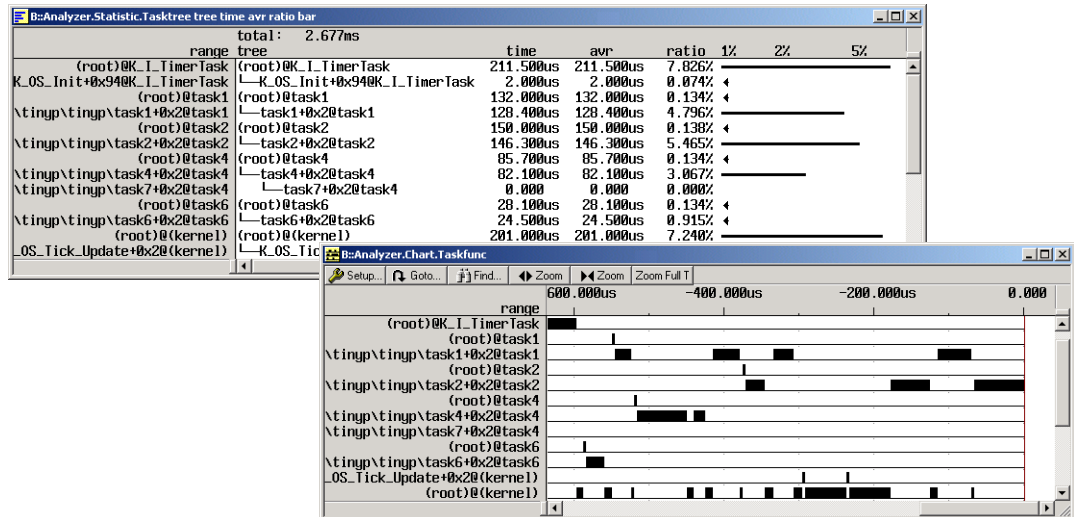 B::Analyzer.Statistic.Tasktree tree time avr ratio bar
total: 2.677ms
range tree time avr ratio 1% 2% 5%
(root)@K_I_TimerTask (root)@K_I_TimerTask 211.500us 211.500us 7.826%
K_OS_Init+0x94@K_I_TimerTask K_OS_Init+0x94@K_I_TimerTask 2.000us 2.000us 0.074%
(root)@task1 (root)@task1 132.000us 132.000us 0.134%
\tinyp\tinyp\task1+0x2@task1 task1+0x2@task1 128.400us 128.400us 4.796%
(root)@task2 (root)@task2 150.000us 150.000us 0.138%
\tinyp\tinyp\task2+0x2@task2 task2+0x2@task2 146.300us 146.300us 5.465%
(root)@task4 (root)@task4 85.700us 85.700us 0.134%
\tinyp\tinyp\task4+0x2@task4 task4+0x2@task4 82.100us 82.100us 3.067%
\tinyp\tinyp\task7+0x2@task4 task7+0x2@task4 0.000 0.000 0.000%
(root)@task6 (root)@task6 28.100us 28.100us 0.134%
\tinyp\tinyp\task6+0x2@task6 task6+0x2@task6 24.500us 24.500us 0.915%
(root)@(kernel) (root)@(kernel) 201.000us 201.000us 7.240%
_OS_Tick_Update+0x2@(kernel) K_OS_Tic
B::Analyzer.Chart.Taskfunc
Setup... Goto... Find... Zoom Zoom Zoom Full T
600.000us -400.000us -200.000us 0.000
range
(root)@K_I_TimerTask
(root)@task1
\tinyp\tinyp\task1+0x2@task1
(root)@task2
\tinyp\tinyp\task2+0x2@task2
(root)@task4
\tinyp\tinyp\task4+0x2@task4
\tinyp\tinyp\task7+0x2@task4
(root)@task6
\tinyp\tinyp\task6+0x2@task6
_OS_Tick_Update+0x2@(kernel)
(root)@(kernel)